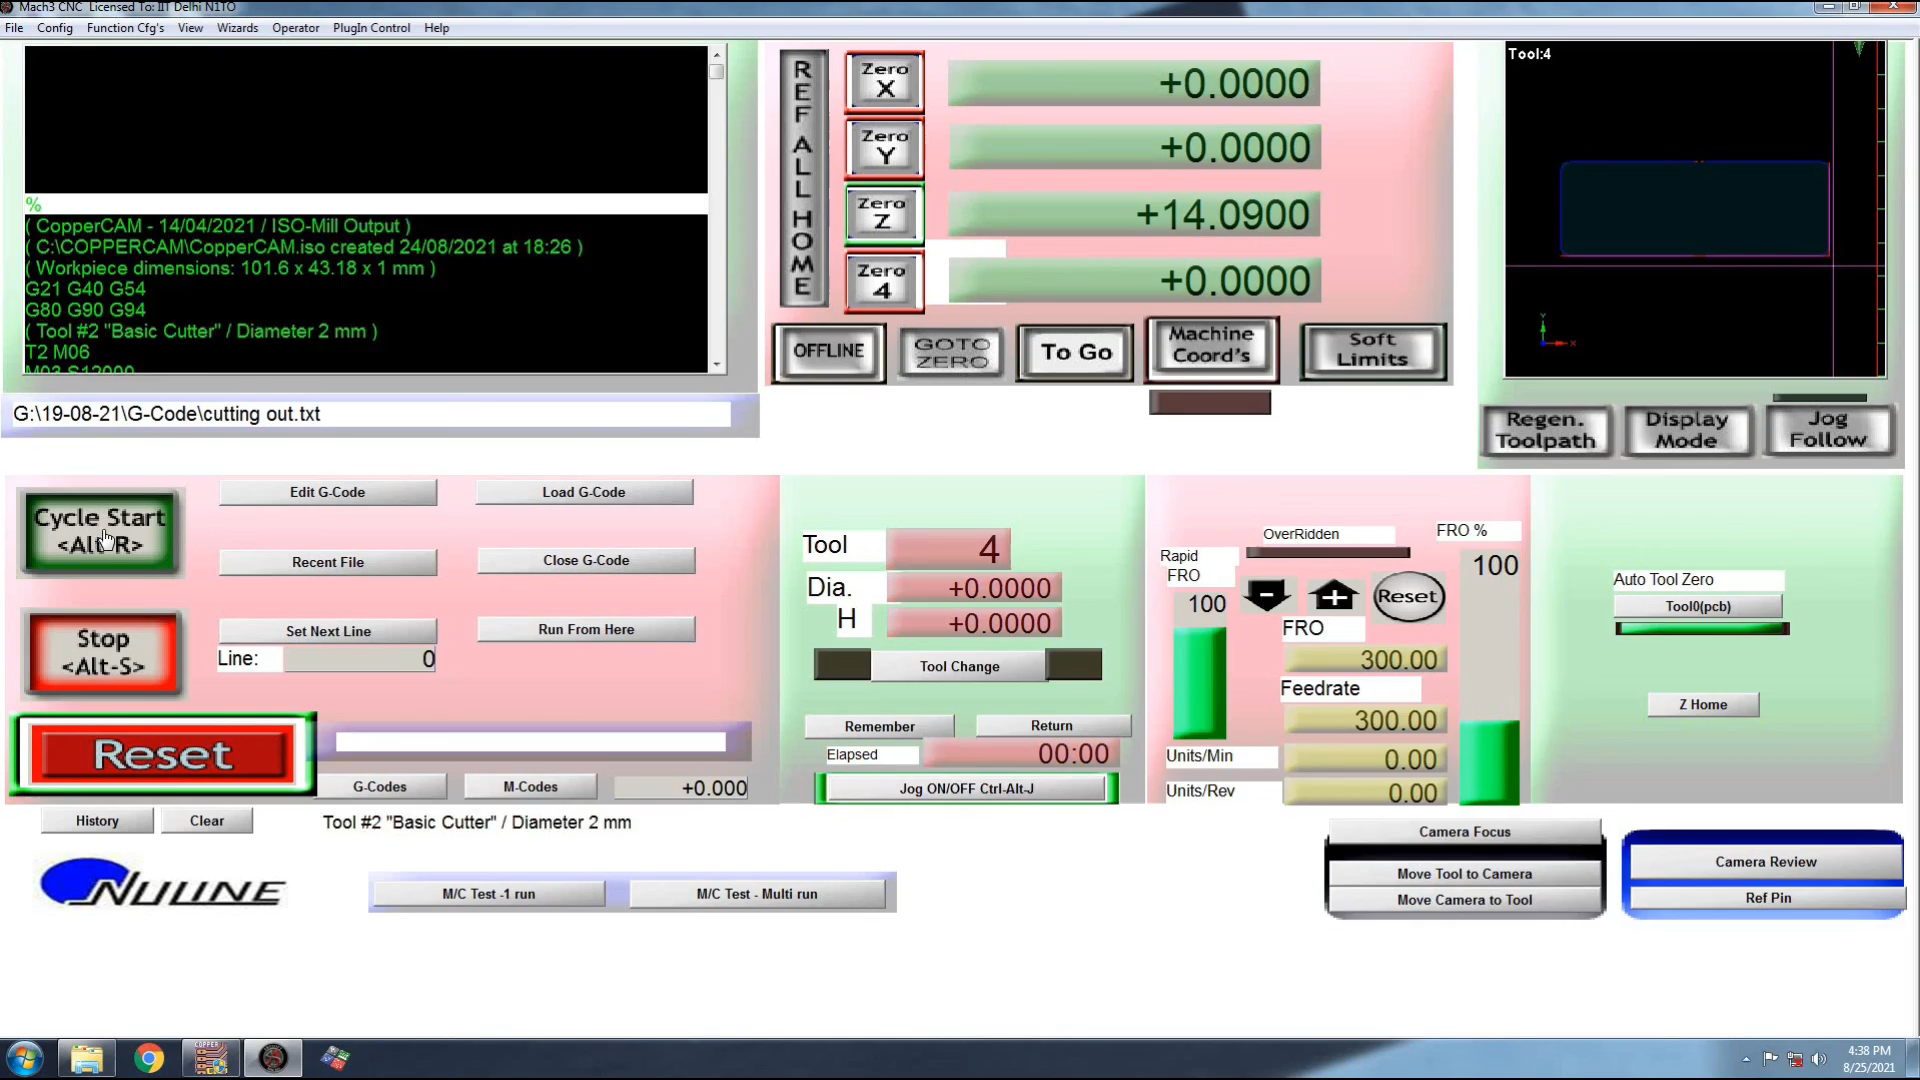 Mach3 CNC Licensed To: IIT Delhi N1TO
File Config Function Cfg's View Wizards Operator PlugIn Control Help
%
( CopperCAM - 14/04/2021 / ISO-Mill Output )
( C:\COPPERCAM\CopperCAM.iso created 24/08/2021 at 18:26 )
( Workpiece dimensions: 101.6 x 43.18 x 1 mm )
G21 G40 G54
G80 G90 G94
( Tool #2 "Basic Cutter" / Diameter 2 mm )
T2 M06
M03 S12000
G:\19-08-21\G-Code\cutting out.txt
REF ALL HOME
Zero X +0.0000
Zero Y +0.0000
Zero Z +14.0900
Zero 4 +0.0000
OFFLINE
GOTO ZERO
To Go
Machine Coord's
Soft Limits
Tool:4
Y
X
Regen. Toolpath
Display Mode
Jog Follow
Cycle Start
<Alt-R>
Edit G-Code
Load G-Code
Recent File
Close G-Code
Stop
<Alt-S>
Set Next Line
Run From Here
Line: 0
Reset
G-Codes
M-Codes
+0.000
History
Clear
Tool #2 "Basic Cutter" / Diameter 2 mm
Tool 4
Dia. +0.0000
H +0.0000
Tool Change
Remember
Return
Elapsed 00:00
Jog ON/OFF Ctrl-Alt-J
OverRidden
FRO %
Rapid
FRO
100
-
+
Reset
100
FRO
300.00
Feedrate
300.00
Units/Min 0.00
Units/Rev 0.00
Auto Tool Zero
Tool0(pcb)
Z Home
NULINE
M/C Test -1 run
M/C Test - Multi run
Camera Focus
Move Tool to Camera
Move Camera to Tool
Camera Review
Ref Pin
COPPER
4:38 PM
8/25/2021